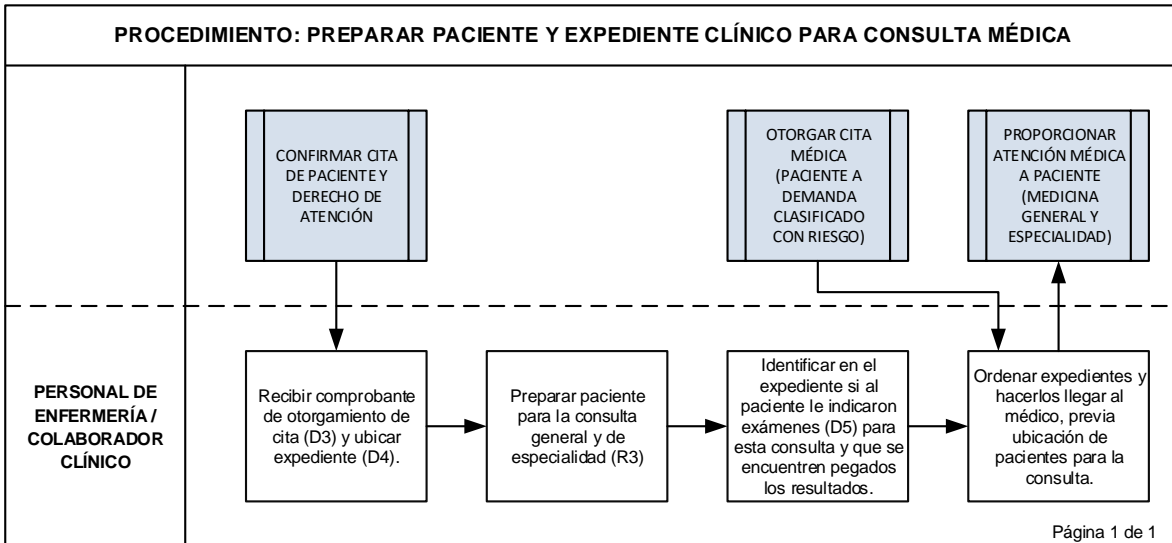 PROCEDIMIENTO: PREPARAR PACIENTE Y EXPEDIENTE CLÍNICO PARA CONSULTA MÉDICA
CONFIRMAR CITA
DE PACIENTE Y
DERECHO DE
ATENCIÓN
OTORGAR CITA
MÉDICA
(PACIENTE A
DEMANDA
CLASIFICADO
CON RIESGO)
PROPORCIONAR
ATENCIÓN MÉDICA
A PACIENTE
(MEDICINA
GENERAL Y
ESPECIALIDAD)
PERSONAL DE
ENFERMERÍA /
COLABORADOR
CLÍNICO
Recibir comprobante
de otorgamiento de
cita (D3) y ubicar
expediente (D4).
Preparar paciente
para la consulta
general y de
especialidad (R3)
Identificar en el
expediente si al
paciente le indicaron
exámenes (D5) para
esta consulta y que se
encuentren pegados
los resultados.
Ordenar expedientes y
hacerlos llegar al
médico, previa
ubicación de
pacientes para la
consulta.
Página 1 de 1